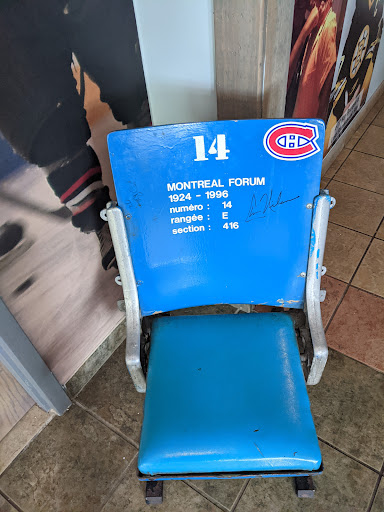 14
MONTREAL FORUM
1924 - 1996
numéro : 14
rangée : E
section : 416